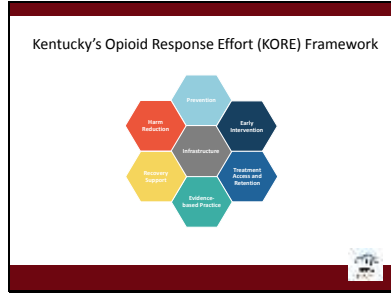 Kentucky's Opioid Response Effort (KORE) Framework
Prevention
Early
Intervention
Treatment
Access and
Retention
Evidence-
based Practice
Recovery
Support
Harm
Reduction
Infrastructure